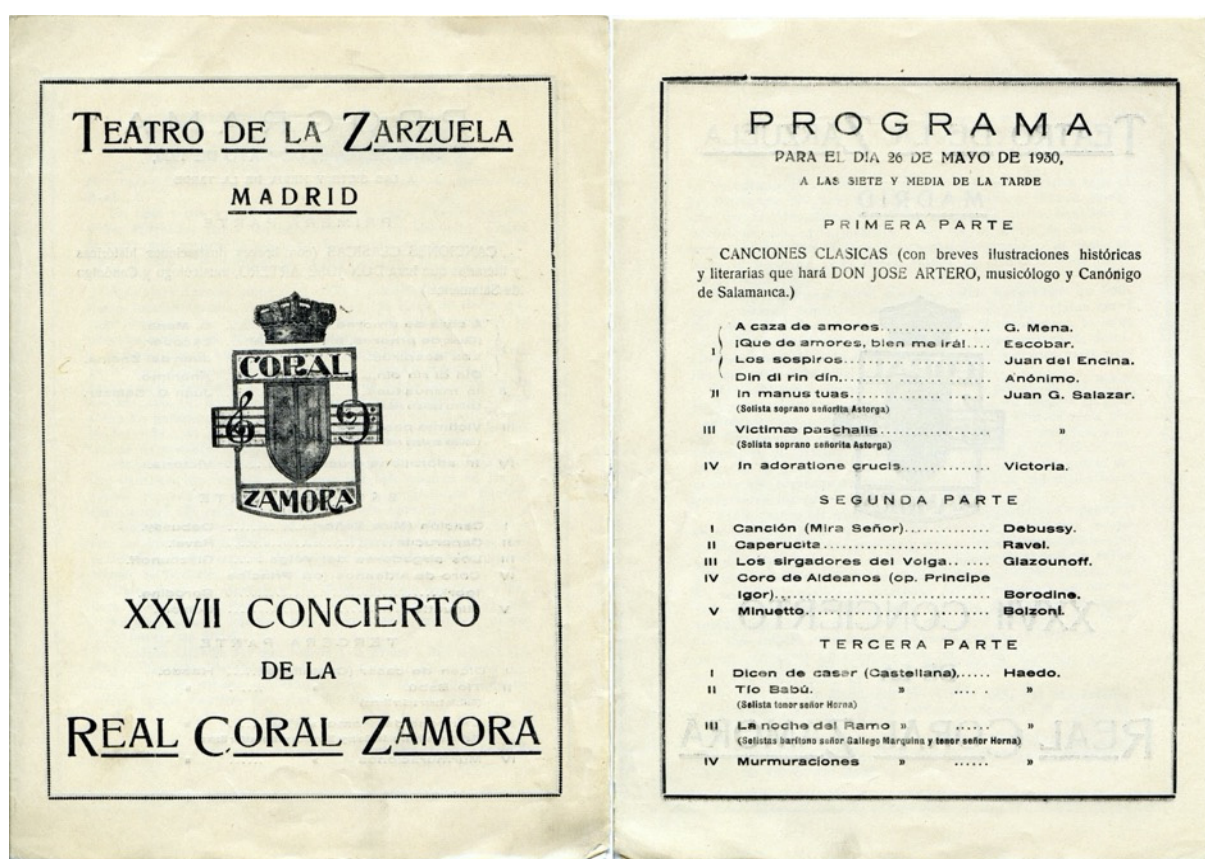 TEATRO DE LA ZARZUELA
MADRID
CORAL
ZAMORA
XXVII CONCIERTO
DE LA
REAL CORAL ZAMORA
PROGRAMA
PARA EL DIA 26 DE MAYO DE 1930,
A LAS SIETE Y MEDIA DE LA TARDE
PRIMERA PARTE
CANCIONES CLASICAS (con breves ilustraciones históricas
y literarias que hará DON JOSE ARTERO, musicólogo y Canónigo
de Salamanca.)
A caza de amores.................. G. Mena.
¡Que de amores, bien me irá!.... Escobar.
I Los sospiros...................... Juan del Encina.
Din di rin din...................... Anónimo.
II In manus tuas...................... Juan G. Salazar.
(Solista soprano señorita Astorga)
III Victimæ paschalis.................. »
(Solista soprano señorita Astorga)
IV In adoratione crucis.............. Victoria.
SEGUNDA PARTE
I Canción (Mira Señor)............. Debussy.
II Caperucita......................... Ravel.
III Los sirgadores del Volga.. ..... Glazounoff.
IV Coro de Aldeanos (op. Principe
Igor)............................ Borodine.
V Minuetto........................... Bolzoni.
TERCERA PARTE
I Dicen de casar (Castellana)...... Haedo.
II Tío Babú. » .... . »
(Solista tenor señor Horna)
III La noche del Ramo » ...... »
(Solistas barítono señor Gallego Marquina y tenor señor Horna)
IV Murmuraciones » ...... »